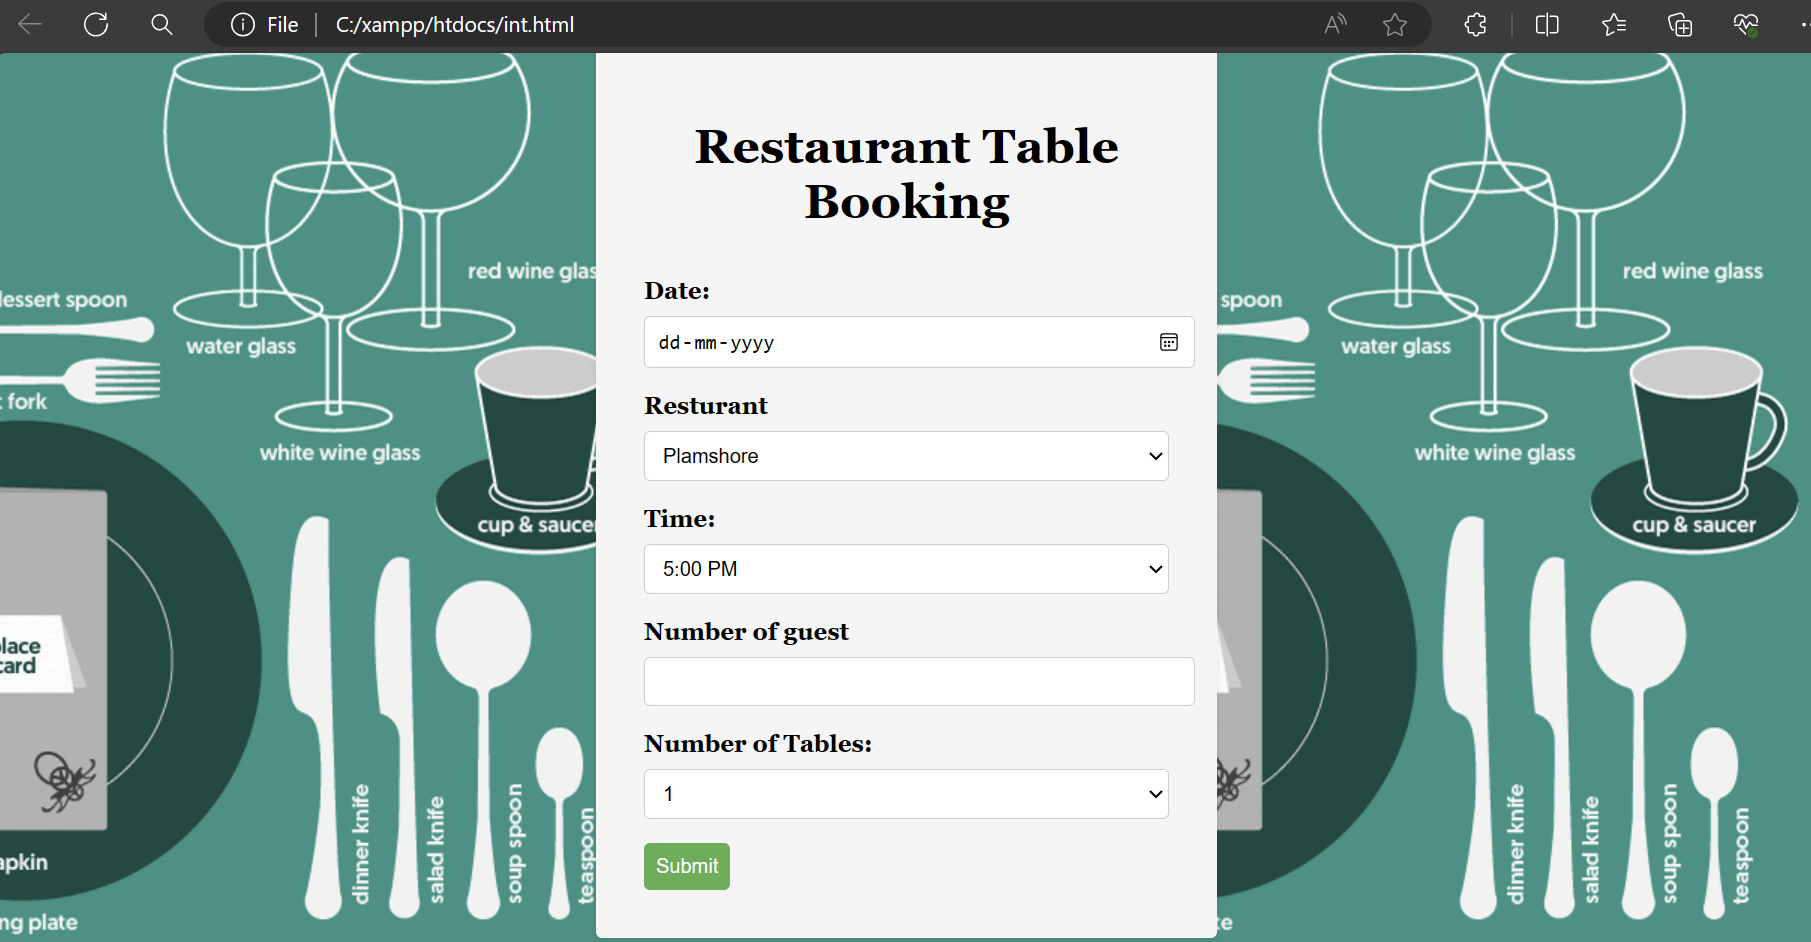 File
C:/xampp/htdocs/int.html
Restaurant Table
Booking
Date:
dd-mm-yyyy
Resturant
Plamshore
Time:
5:00 PM
Number of guest
Number of Tables:
1
Submit
red wine glas
lessert spoon
water glass
fork
white wine glass
cup & saucer
place
card
dinner knife
salad knife
soup spoon
teaspoon
apkin
ng plate
red wine glass
spoon
water glass
white wine glass
cup & saucer
dinner knife
salad knife
soup spoon
teaspoon